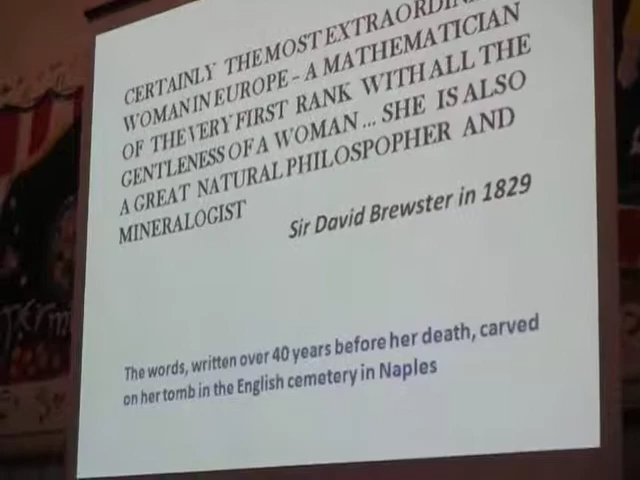 CERTAINLY THE MOST EXTRAORDIN
WOMAN IN EUROPE - A MATHEMATICIAN
OF THE VERY FIRST RANK WITH ALL THE
GENTLENESS OF A WOMAN ... SHE IS ALSO
A GREAT NATURAL PHILOSPOPHER AND
MINERALOGIST
Sir David Brewster in 1829
The words, written over 40 years before her death, carved
on her tomb in the English cemetery in Naples